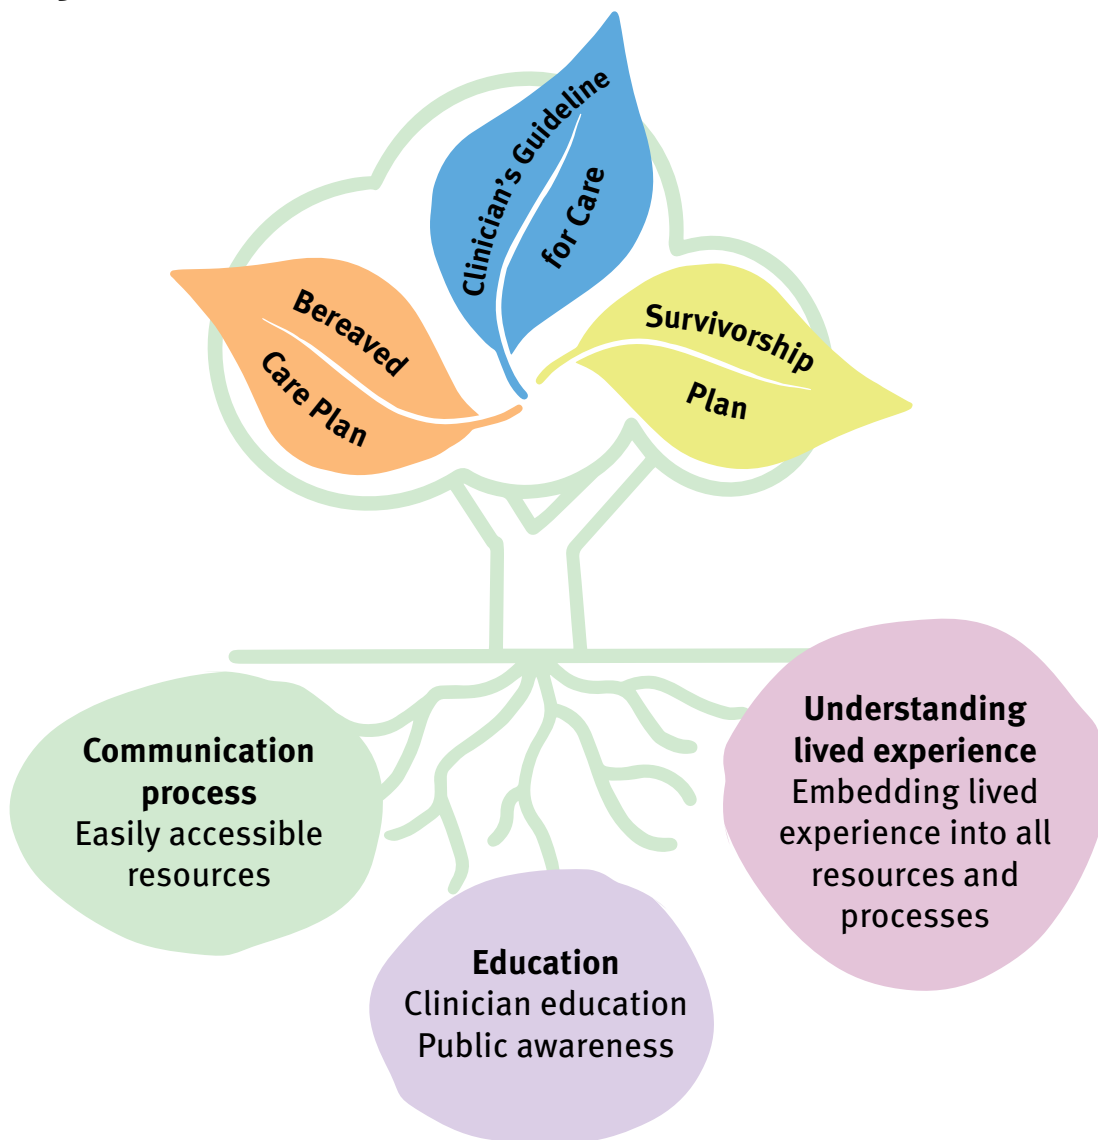 Clinician's Guideline
for Care
Bereaved
Care Plan
Survivorship
Plan
Communication
process
Easily accessible
resources
Understanding
lived experience
Embedding lived
experience into all
resources and
processes
Education
Clinician education
Public awareness